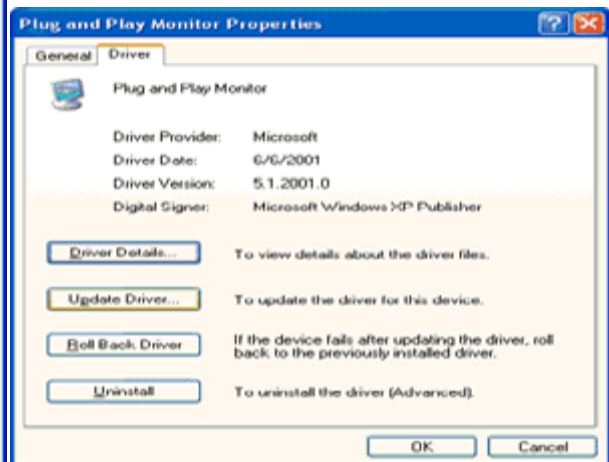 Plug and Play Monitor Properties
General Driver
Plug and Play Monitor
Driver Provider: Microsoft
Driver Date: 6/6/2001
Driver Version: 5.1.2001.0
Digital Signer: Microsoft Windows XP Publisher
Driver Details... To view details about the driver files.
Update Driver... To update the driver for this device.
Roll Back Driver If the device fails after updating the driver, roll
back to the previously installed driver.
Uninstall To uninstall the driver (Advanced).
OK Cancel